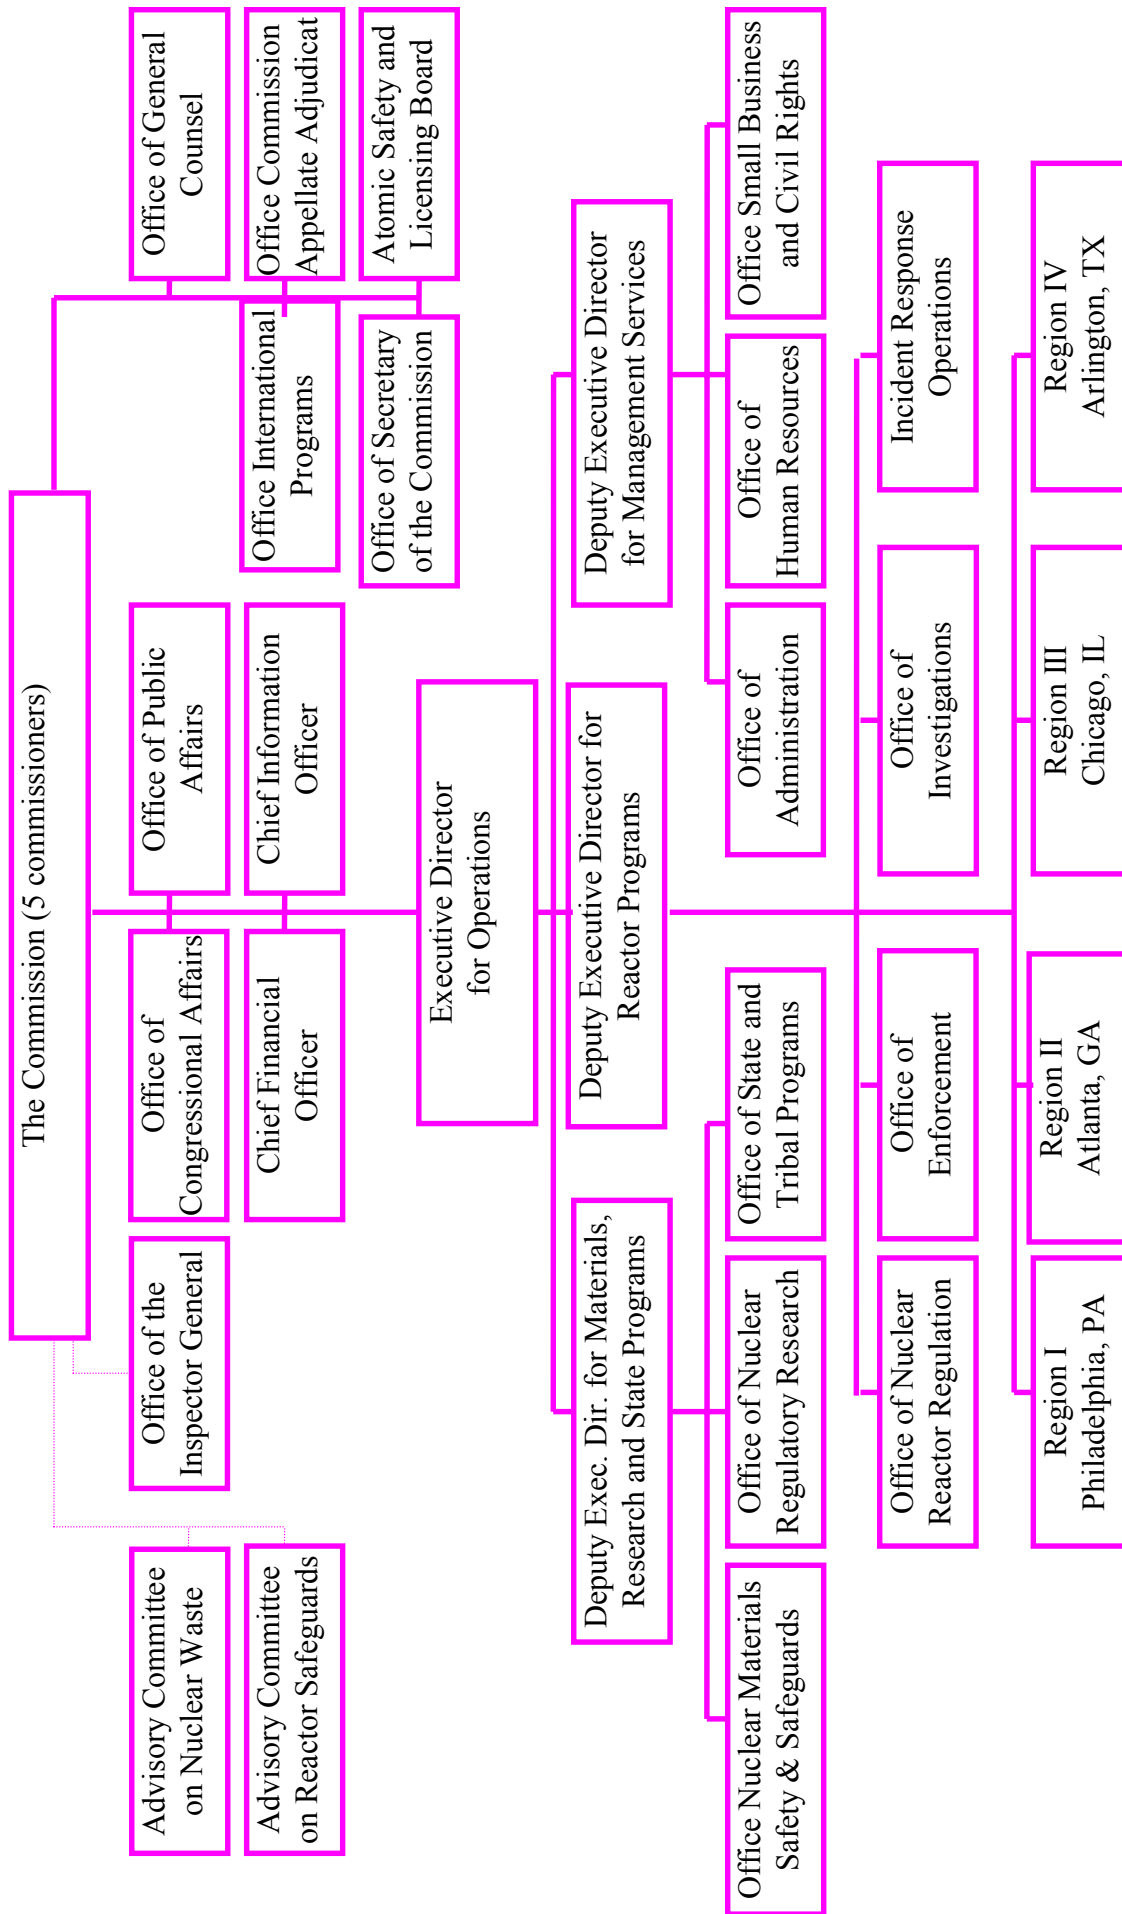 The Commission (5 commissioners)
Advisory Committee
on Nuclear Waste
Office of the
Inspector General
Office of
Congressional Affairs
Office of Public
Affairs
Office of General
Counsel
Advisory Committee
on Reactor Safeguards
Chief Financial
Officer
Chief Information
Officer
Office International
Programs
Office Commission
Appellate Adjudicat
Office of Secretary
of the Commission
Atomic Safety and
Licensing Board
Executive Director
for Operations
Deputy Exec. Dir. for Materials,
Research and State Programs
Deputy Executive Director for
Reactor Programs
Deputy Executive Director
for Management Services
Office Nuclear Materials
Safety & Safeguards
Office of Nuclear
Regulatory Research
Office of State and
Tribal Programs
Office of
Administration
Office of
Human Resources
Office Small Business
and Civil Rights
Office of Nuclear
Reactor Regulation
Office of
Enforcement
Office of
Investigations
Incident Response
Operations
Region I
Philadelphia, PA
Region II
Atlanta, GA
Region III
Chicago, IL
Region IV
Arlington, TX